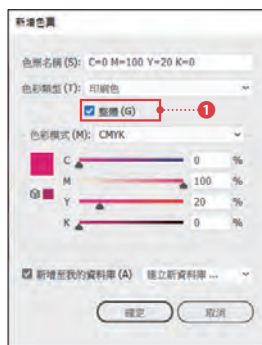 新增色票
色票名稱 (S): C=0 M=100 Y=20 K=0
色彩類型 (T): 印刷色
整體 (G)
1
色彩模式 (M): CMYK
C 0 %
M 100 %
Y 20 %
K 0 %
新增至我的資料庫 (A) 建立新資料庫 ...
確定 取消